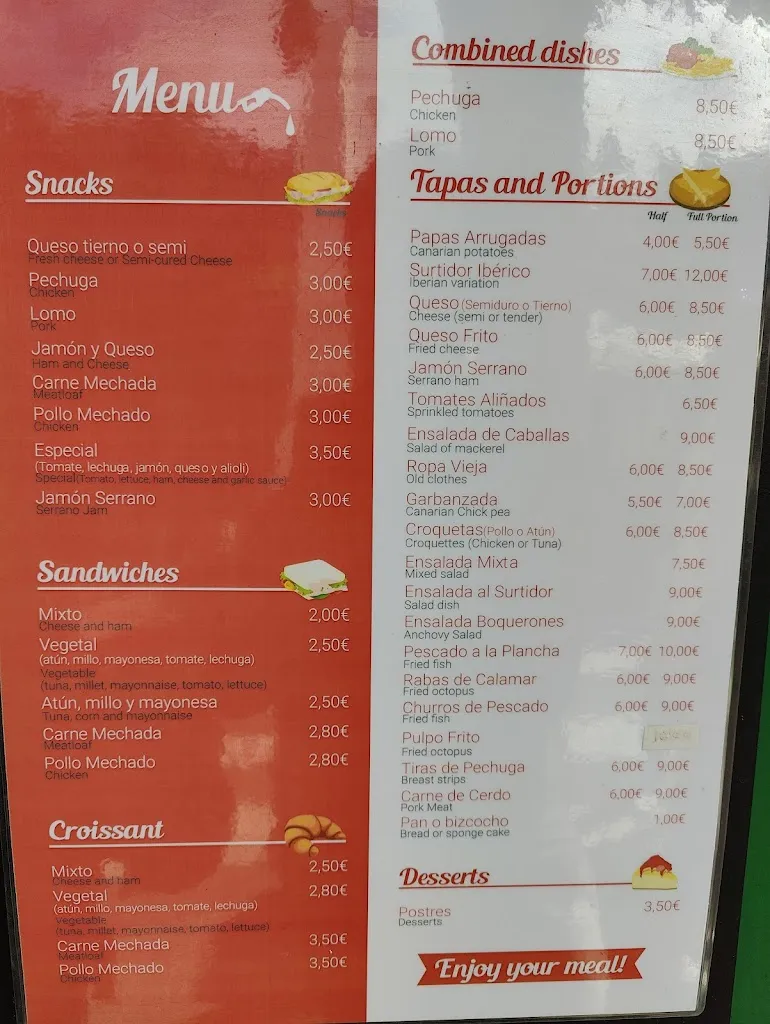 Menu
Snacks
Snacks
Queso tierno o semi 2,50€
Fresh cheese or Semi-cured Cheese
Pechuga 3,00€
Chicken
Lomo 3,00€
Pork
Jamón y Queso 2,50€
Ham and Cheese
Carne Mechada 3,00€
Meatloaf
Pollo Mechado 3,00€
Chicken
Especial 3,50€
(Tomate, lechuga, jamón, queso y alioli)
Special(Tomato, lettuce, ham, cheese and garlic sauce)
Jamón Serrano 3,00€
Serrano Jam
Sandwiches
Mixto 2,00€
Cheese and ham
Vegetal 2,50€
(atún, millo, mayonesa, tomate, lechuga)
Vegetable
(tuna, millet, mayonnaise, tomato, lettuce)
Atún, millo y mayonesa 2,50€
Tuna, corn and mayonnaise
Carne Mechada 2,80€
Meatloaf
Pollo Mechado 2,80€
Chicken
Croissant
Mixto 2,50€
Cheese and ham
Vegetal 2,80€
(atún, millo, mayonesa, tomate, lechuga)
Vegetable
(tuna, millet, mayonnaise, tomato, lettuce)
Carne Mechada 3,50€
Meatloaf
Pollo Mechado 3,50€
Chicken
Combined dishes
Pechuga 8,50€
Chicken
Lomo 8,50€
Pork
Tapas and Portions
Half Full Portion
Papas Arrugadas 4,00€ 5,50€
Canarian potatoes
Surtidor Ibérico 7,00€ 12,00€
Iberian variation
Queso (Semiduro o Tierno) 6,00€ 8,50€
Cheese (semi or tender)
Queso Frito 6,00€ 8,50€
Fried cheese
Jamón Serrano 6,00€ 8,50€
Serrano ham
Tomates Aliñados 6,50€
Sprinkled tomatoes
Ensalada de Caballas 9,00€
Salad of mackerel
Ropa Vieja 6,00€ 8,50€
Old clothes
Garbanzada 5,50€ 7,00€
Canarian Chick pea
Croquetas(Pollo o Atún) 6,00€ 8,50€
Croquettes (Chicken or Tuna)
Ensalada Mixta 7,50€
Mixed salad
Ensalada al Surtidor 9,00€
Salad dish
Ensalada Boquerones 9,00€
Anchovy Salad
Pescado a la Plancha 7,00€ 10,00€
Fried fish
Rabas de Calamar 6,00€ 9,00€
Fried octopus
Churros de Pescado 6,00€ 9,00€
Fried fish
Pulpo Frito
Fried octopus
Tiras de Pechuga 6,00€ 9,00€
Breast strips
Carne de Cerdo 6,00€ 9,00€
Pork Meat
Pan o bizcocho 1,00€
Bread or sponge cake
Desserts
Postres 3,50€
Desserts
Enjoy your meal!